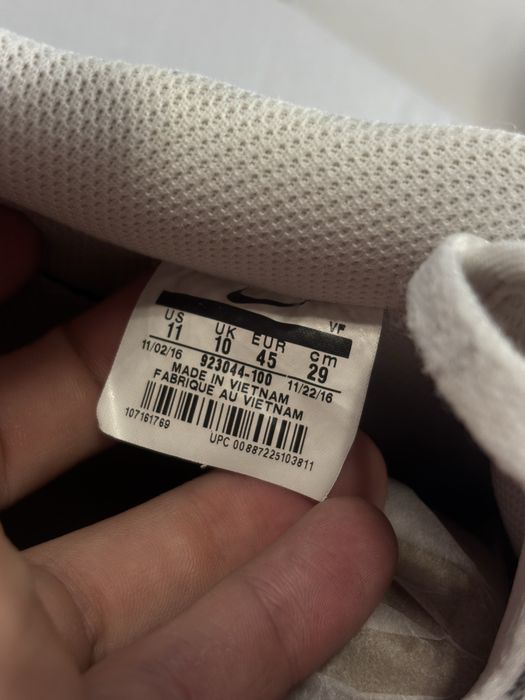 VF
US UK EUR cm
11 10 45 29
11/02/16 923044-100 11/22/16
MADE IN VIETNAM
FABRIQUE AU VIETNAM
107161769
UPC 00887225103811